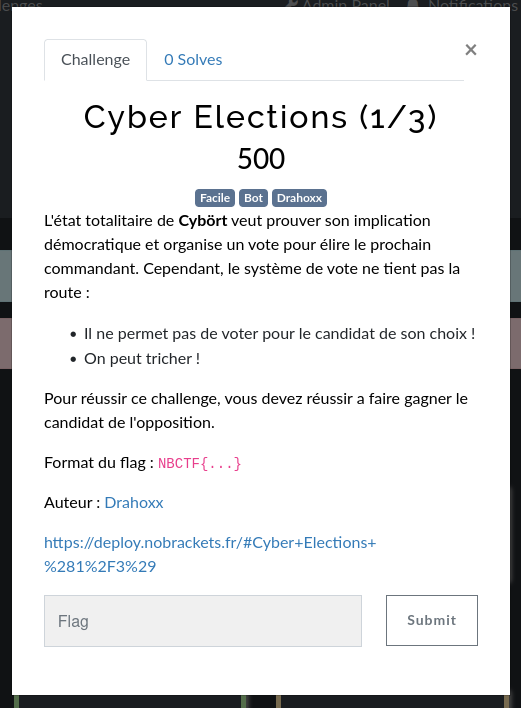 lenges Admin Panel Notifications
×
Challenge 0 Solves
Cyber Elections (1/3)
500
Facile Bot Drahoxx
L'état totalitaire de Cybört veut prouver son implication
démocratique et organise un vote pour élire le prochain
commandant. Cependant, le système de vote ne tient pas la
route :
• Il ne permet pas de voter pour le candidat de son choix !
• On peut tricher !
Pour réussir ce challenge, vous devez réussir a faire gagner le
candidat de l'opposition.
Format du flag : NBCTF{...}
Auteur : Drahoxx
https://deploy.nobrackets.fr/#Cyber+Elections+
%281%2F3%29
Flag Submit